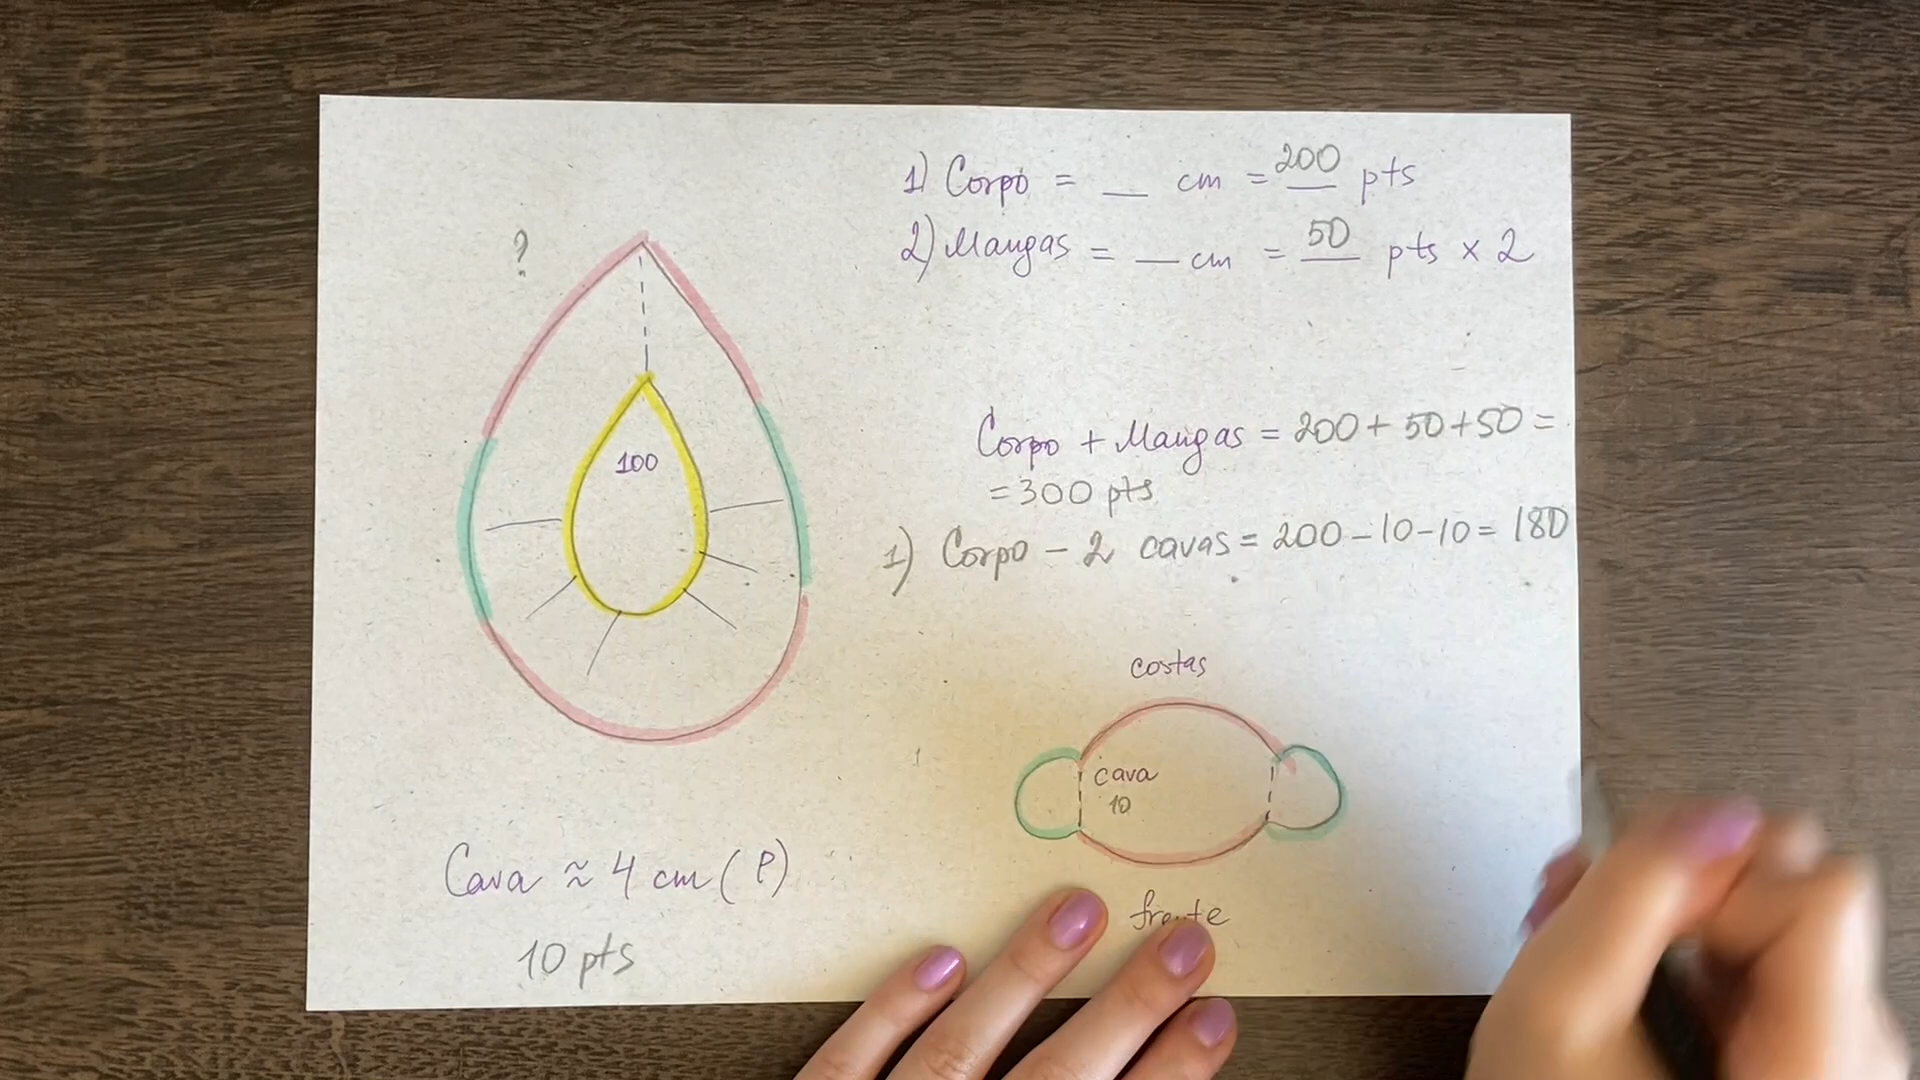 1) Corpo = __ cm = 200 pts
2) Mangas = __ cm = 50 pts x 2
?
100
Corpo + Mangas = 200 + 50 + 50 =
= 300 pts
1) Corpo - 2 cavas = 200 - 10 - 10 = 180
costas
cava
10
frente
Cava ≈ 4 cm (P)
10 pts